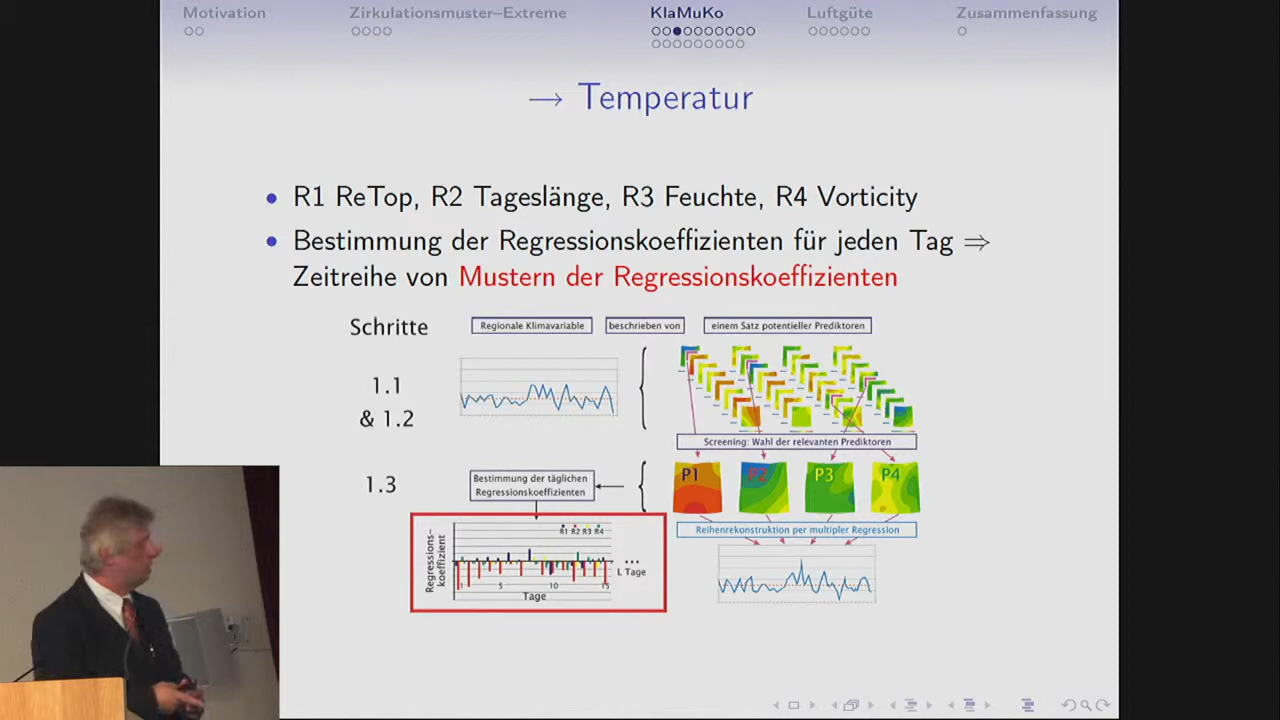 Motivation Zirkulationsmuster–Extreme KlaMuKo Luftgüte Zusammenfassung
→ Temperatur
• R1 ReTop, R2 Tageslänge, R3 Feuchte, R4 Vorticity
• Bestimmung der Regressionskoeffizienten für jeden Tag ⇒
Zeitreihe von Mustern der Regressionskoeffizienten
Schritte
Regionale Klimavariable beschrieben von einem Satz potentieller Prediktoren
1.1
& 1.2
Screening: Wahl der relevanten Prediktoren
1.3
Bestimmung der täglichen
Regressionskoeffizienten
P1 P2 P3 P4
Reihenrekonstruktion per multipler Regression
Regressions-
koeffizient
R1 R2 R3 R4
... L Tage
1 5 10 15
Tage